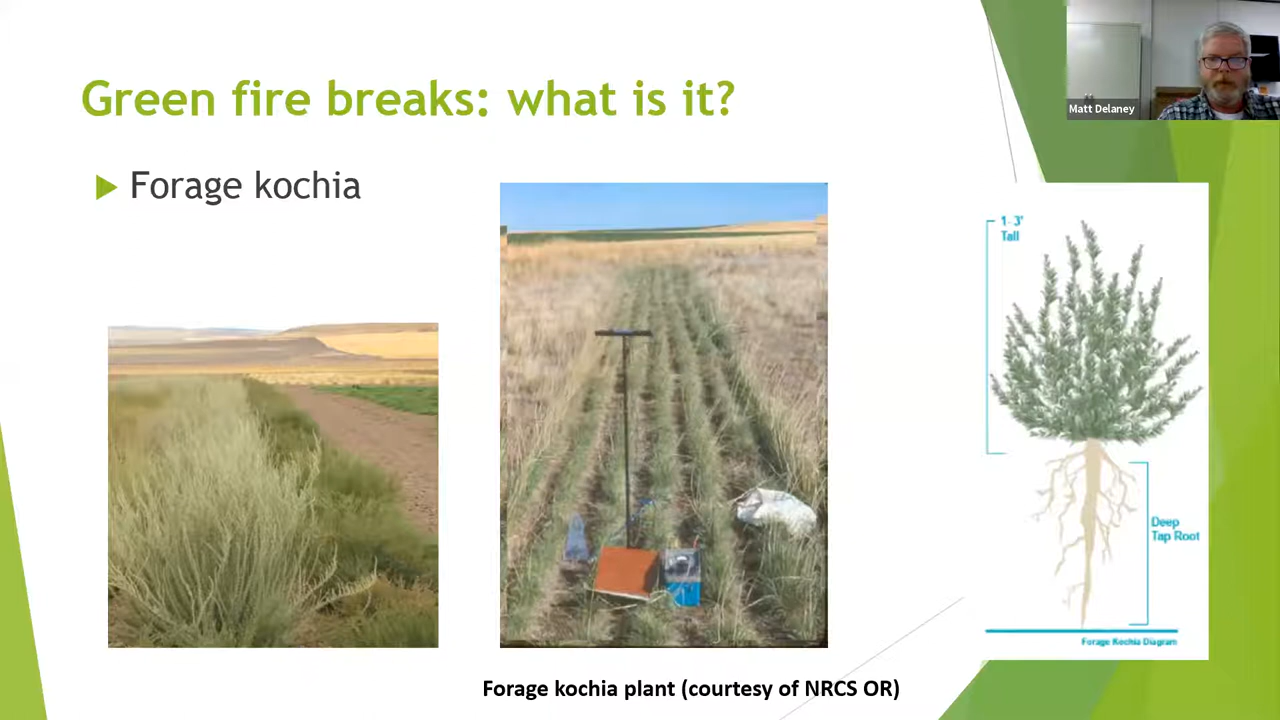 Green fire breaks: what is it?
Matt Delaney
Forage kochia
1-3'
Tall
Deep
Tap Root
Forage Kochia Diagram
Forage kochia plant (courtesy of NRCS OR)